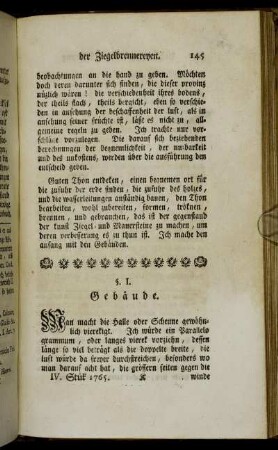 der Ziegelbrennereyen. 145
beobachtungen an die hand zu geben. Möchten
doch deren darunter sich finden, die dieser provinz
nüzlich wären! die verschiedenheit ihres bodens,
der theils flach, theils bergicht, eben so verschie-
den in ansehung der beschaffenheit der luft, als in
ansehung seiner früchte ist, läßt es nicht zu, all-
gemeine regeln zu geben. Ich trachte nur vor-
schläge vorzulegen. Die darauf sich beziehenden
berechnungen der bequemlichkeit, der nuzbarkeit
und des unkostens, werden über die ausführung den
entscheid geben.
Guten Thon entdeken, einen bequemen ort für
die zufuhr der erde finden, die zufuhr des holzes,
und die wasserleitungen anständig bauen, den Thon
bearbeiten, wohl zubereiten, formen, tröknen,
brennen, und gebrauchen, das ist der gegenstand
der kunst Ziegel- und Mauersteine zu machen, um
deren verbesserung es zu thun ist. Ich mache den
anfang mit den Gebäuden.
§. I.
Gebäude.
Man macht die Halle oder Scheune gewöhn-
lich vierekigt. Ich würde ein Parallelo
grammum, oder langes vierek vorziehn, dessen
länge so viel beträgt als die doppelte breite, die
luft würde da freyer durchstreichen, besonders wo
man darauf acht hat, die grössern seiten gegen die
IV. Stük 1765. K winde